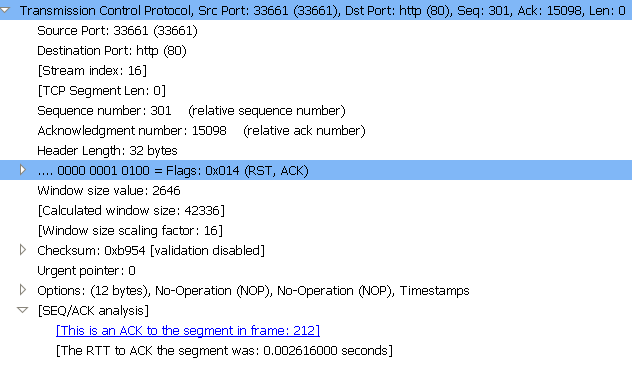 Transmission Control Protocol, Src Port: 33661 (33661), Dst Port: http (80), Seq: 301, Ack: 15098, Len: 0
Source Port: 33661 (33661)
Destination Port: http (80)
[Stream index: 16]
[TCP Segment Len: 0]
Sequence number: 301    (relative sequence number)
Acknowledgment number: 15098    (relative ack number)
Header Length: 32 bytes
.... 0000 0001 0100 = Flags: 0x014 (RST, ACK)
Window size value: 2646
[Calculated window size: 42336]
[Window size scaling factor: 16]
Checksum: 0xb954 [validation disabled]
Urgent pointer: 0
Options: (12 bytes), No-Operation (NOP), No-Operation (NOP), Timestamps
[SEQ/ACK analysis]
[This is an ACK to the segment in frame: 212]
[The RTT to ACK the segment was: 0.002616000 seconds]